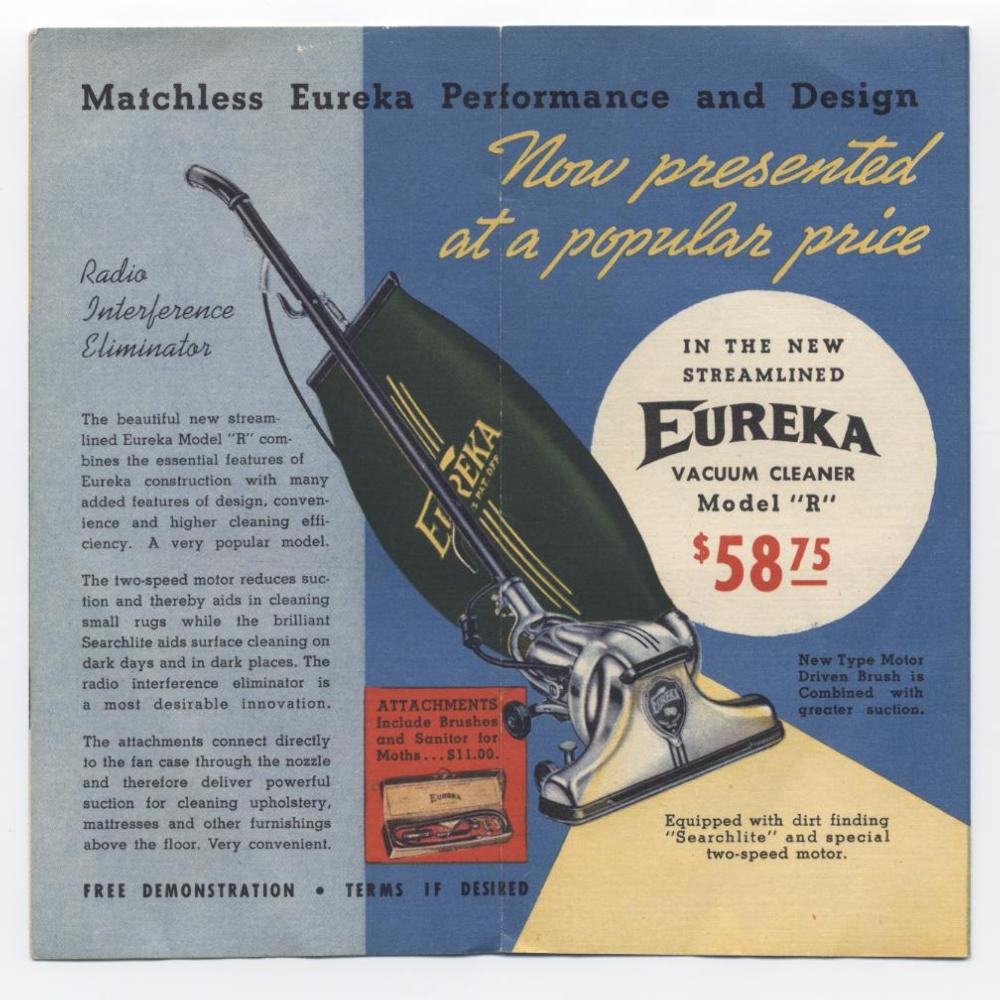 Matchless Eureka Performance and Design
Now presented
at a popular price
Radio
Interference
Eliminator
The beautiful new stream-
lined Eureka Model "R" com-
bines the essential features of
Eureka construction with many
added features of design, conven-
ience and higher cleaning effi-
ciency. A very popular model.
The two-speed motor reduces suc-
tion and thereby aids in cleaning
small rugs while the brilliant
Searchlite aids surface cleaning on
dark days and in dark places. The
radio interference eliminator is
a most desirable innovation.
The attachments connect directly
to the fan case through the nozzle
and therefore deliver powerful
suction for cleaning upholstery,
mattresses and other furnishings
above the floor. Very convenient.
FREE DEMONSTRATION • TERMS IF DESIRED
EUREKA
PAT. OFF.
IN THE NEW
STREAMLINED
EUREKA
VACUUM CLEANER
Model "R"
$58 75
New Type Motor
Driven Brush is
Combined with
greater suction.
ATTACHMENTS
Include Brushes
and Sanitor for
Moths...$11.00.
EUREKA
Equipped with dirt finding
"Searchlite" and special
two-speed motor.